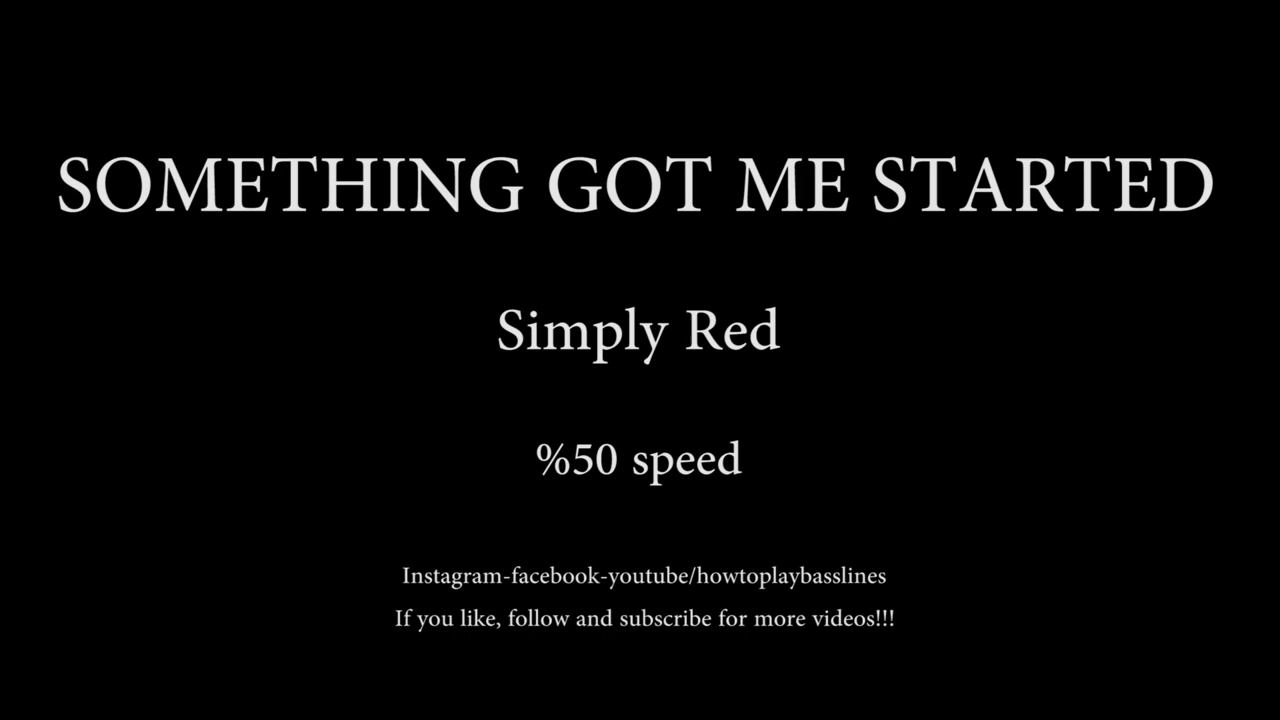 SOMETHING GOT ME STARTED
Simply Red
%50 speed
Instagram-facebook-youtube/howtoplaybasslines
If you like, follow and subscribe for more videos!!!